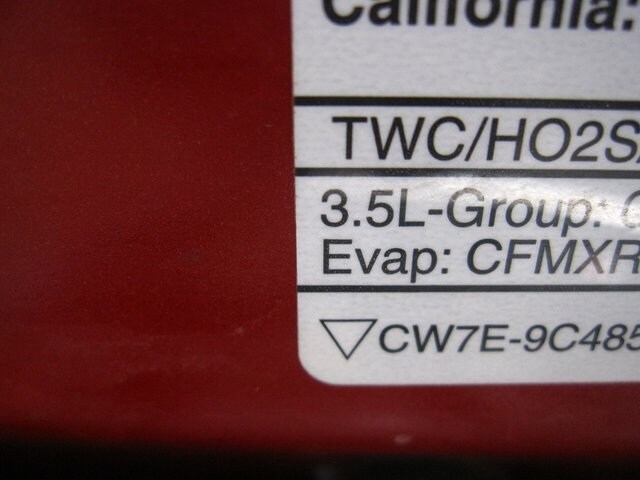 California:
TWC/HO2S/
3.5L-Group:
Evap: CFMXR
CW7E-9C485